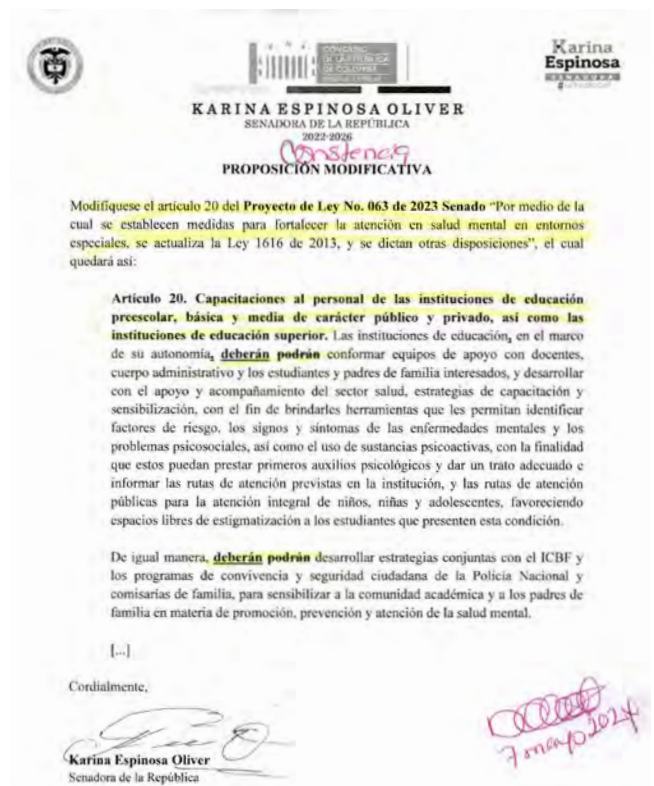 CONGRESO
DE LA REPÚBLICA
DE COLOMBIA
Karina
Espinosa
SENADORA
KARINA ESPINOSA OLIVER
SENADORA DE LA REPÚBLICA
2022-2026
Constancia
PROPOSICIÓN MODIFICATIVA
Modifíquese el artículo 20 del Proyecto de Ley No. 063 de 2023 Senado “Por medio de la
cual se establecen medidas para fortalecer la atención en salud mental en entornos
especiales, se actualiza la Ley 1616 de 2013, y se dictan otras disposiciones”, el cual
quedará así:
Artículo 20. Capacitaciones al personal de las instituciones de educación
preescolar, básica y media de carácter público y privado, así como las
instituciones de educación superior. Las instituciones de educación, en el marco
de su autonomía, deberán podrán conformar equipos de apoyo con docentes,
cuerpo administrativo y los estudiantes y padres de familia interesados, y desarrollar
con el apoyo y acompañamiento del sector salud, estrategias de capacitación y
sensibilización, con el fin de brindarles herramientas que les permitan identificar
factores de riesgo, los signos y síntomas de las enfermedades mentales y los
problemas psicosociales, así como el uso de sustancias psicoactivas, con la finalidad
que estos puedan prestar primeros auxilios psicológicos y dar un trato adecuado e
informar las rutas de atención previstas en la institución, y las rutas de atención
públicas para la atención integral de niños, niñas y adolescentes, favoreciendo
espacios libres de estigmatización a los estudiantes que presenten esta condición.
De igual manera, deberán podrán desarrollar estrategias conjuntas con el ICBF y
los programas de convivencia y seguridad ciudadana de la Policía Nacional y
comisarías de familia, para sensibilizar a la comunidad académica y a los padres de
familia en materia de promoción, prevención y atención de la salud mental.
[...]
Cordialmente,
Karina Espinosa Oliver
Senadora de la República
7 mayo 2024